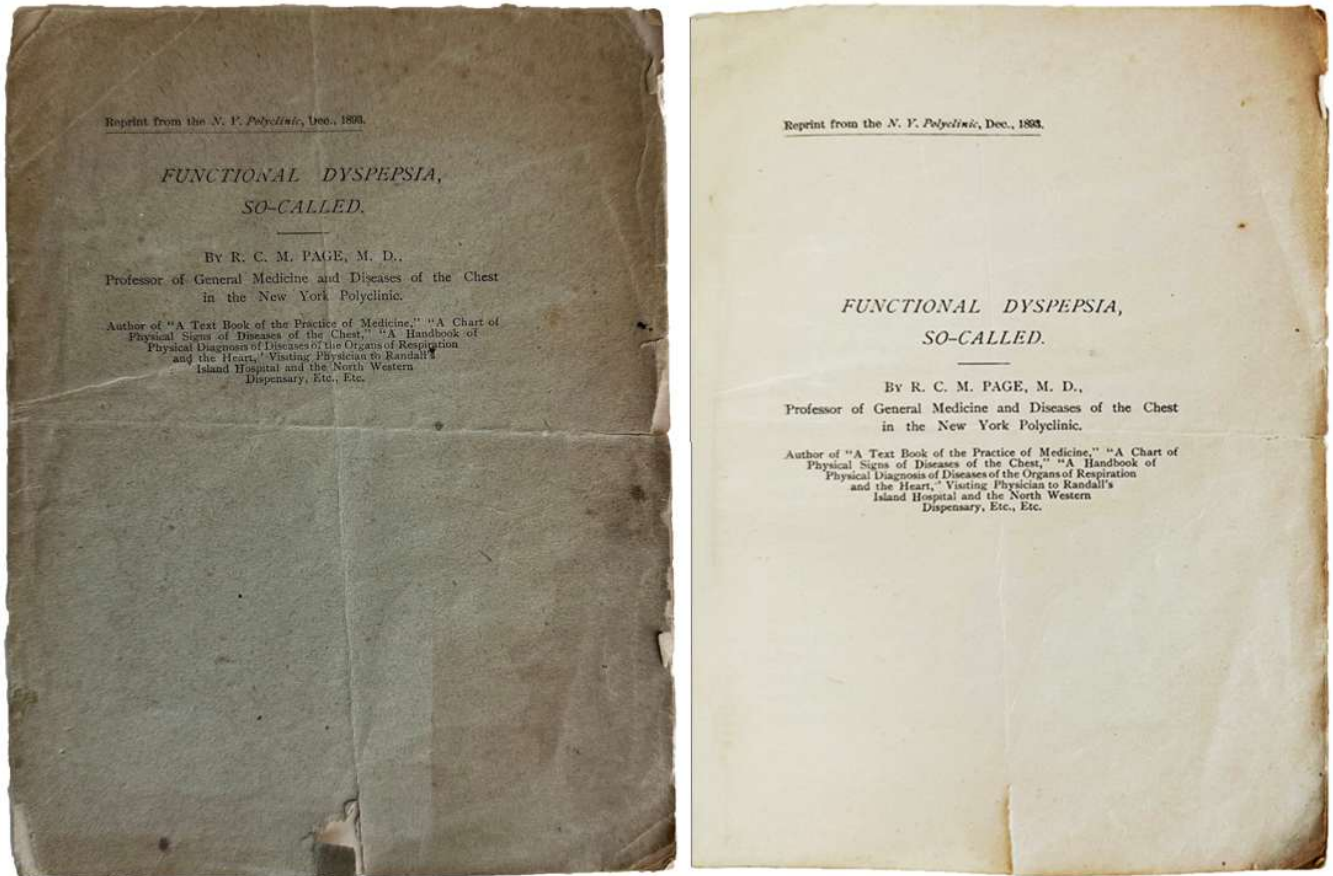 Reprint from the N. Y. Polyclinic, Dec., 1893.
FUNCTIONAL DYSPEPSIA,
SO-CALLED.
BY R. C. M. PAGE, M. D.,
Professor of General Medicine and Diseases of the Chest
in the New York Polyclinic.
Author of "A Text Book of the Practice of Medicine," "A Chart of
Physical Signs of Diseases of the Chest," "A Handbook of
Physical Diagnosis of Diseases of the Organs of Respiration
and the Heart,' Visiting Physician to Randall's
Island Hospital and the North Western
Dispensary, Etc., Etc.
Reprint from the N. Y. Polyclinic, Dec., 1893.
FUNCTIONAL DYSPEPSIA,
SO-CALLED.
BY R. C. M. PAGE, M. D.,
Professor of General Medicine and Diseases of the Chest
in the New York Polyclinic.
Author of "A Text Book of the Practice of Medicine," "A Chart of
Physical Signs of Diseases of the Chest," "A Handbook of
Physical Diagnosis of Diseases of the Organs of Respiration
and the Heart," Visiting Physician to Randall's
Island Hospital and the North Western
Dispensary, Etc., Etc.